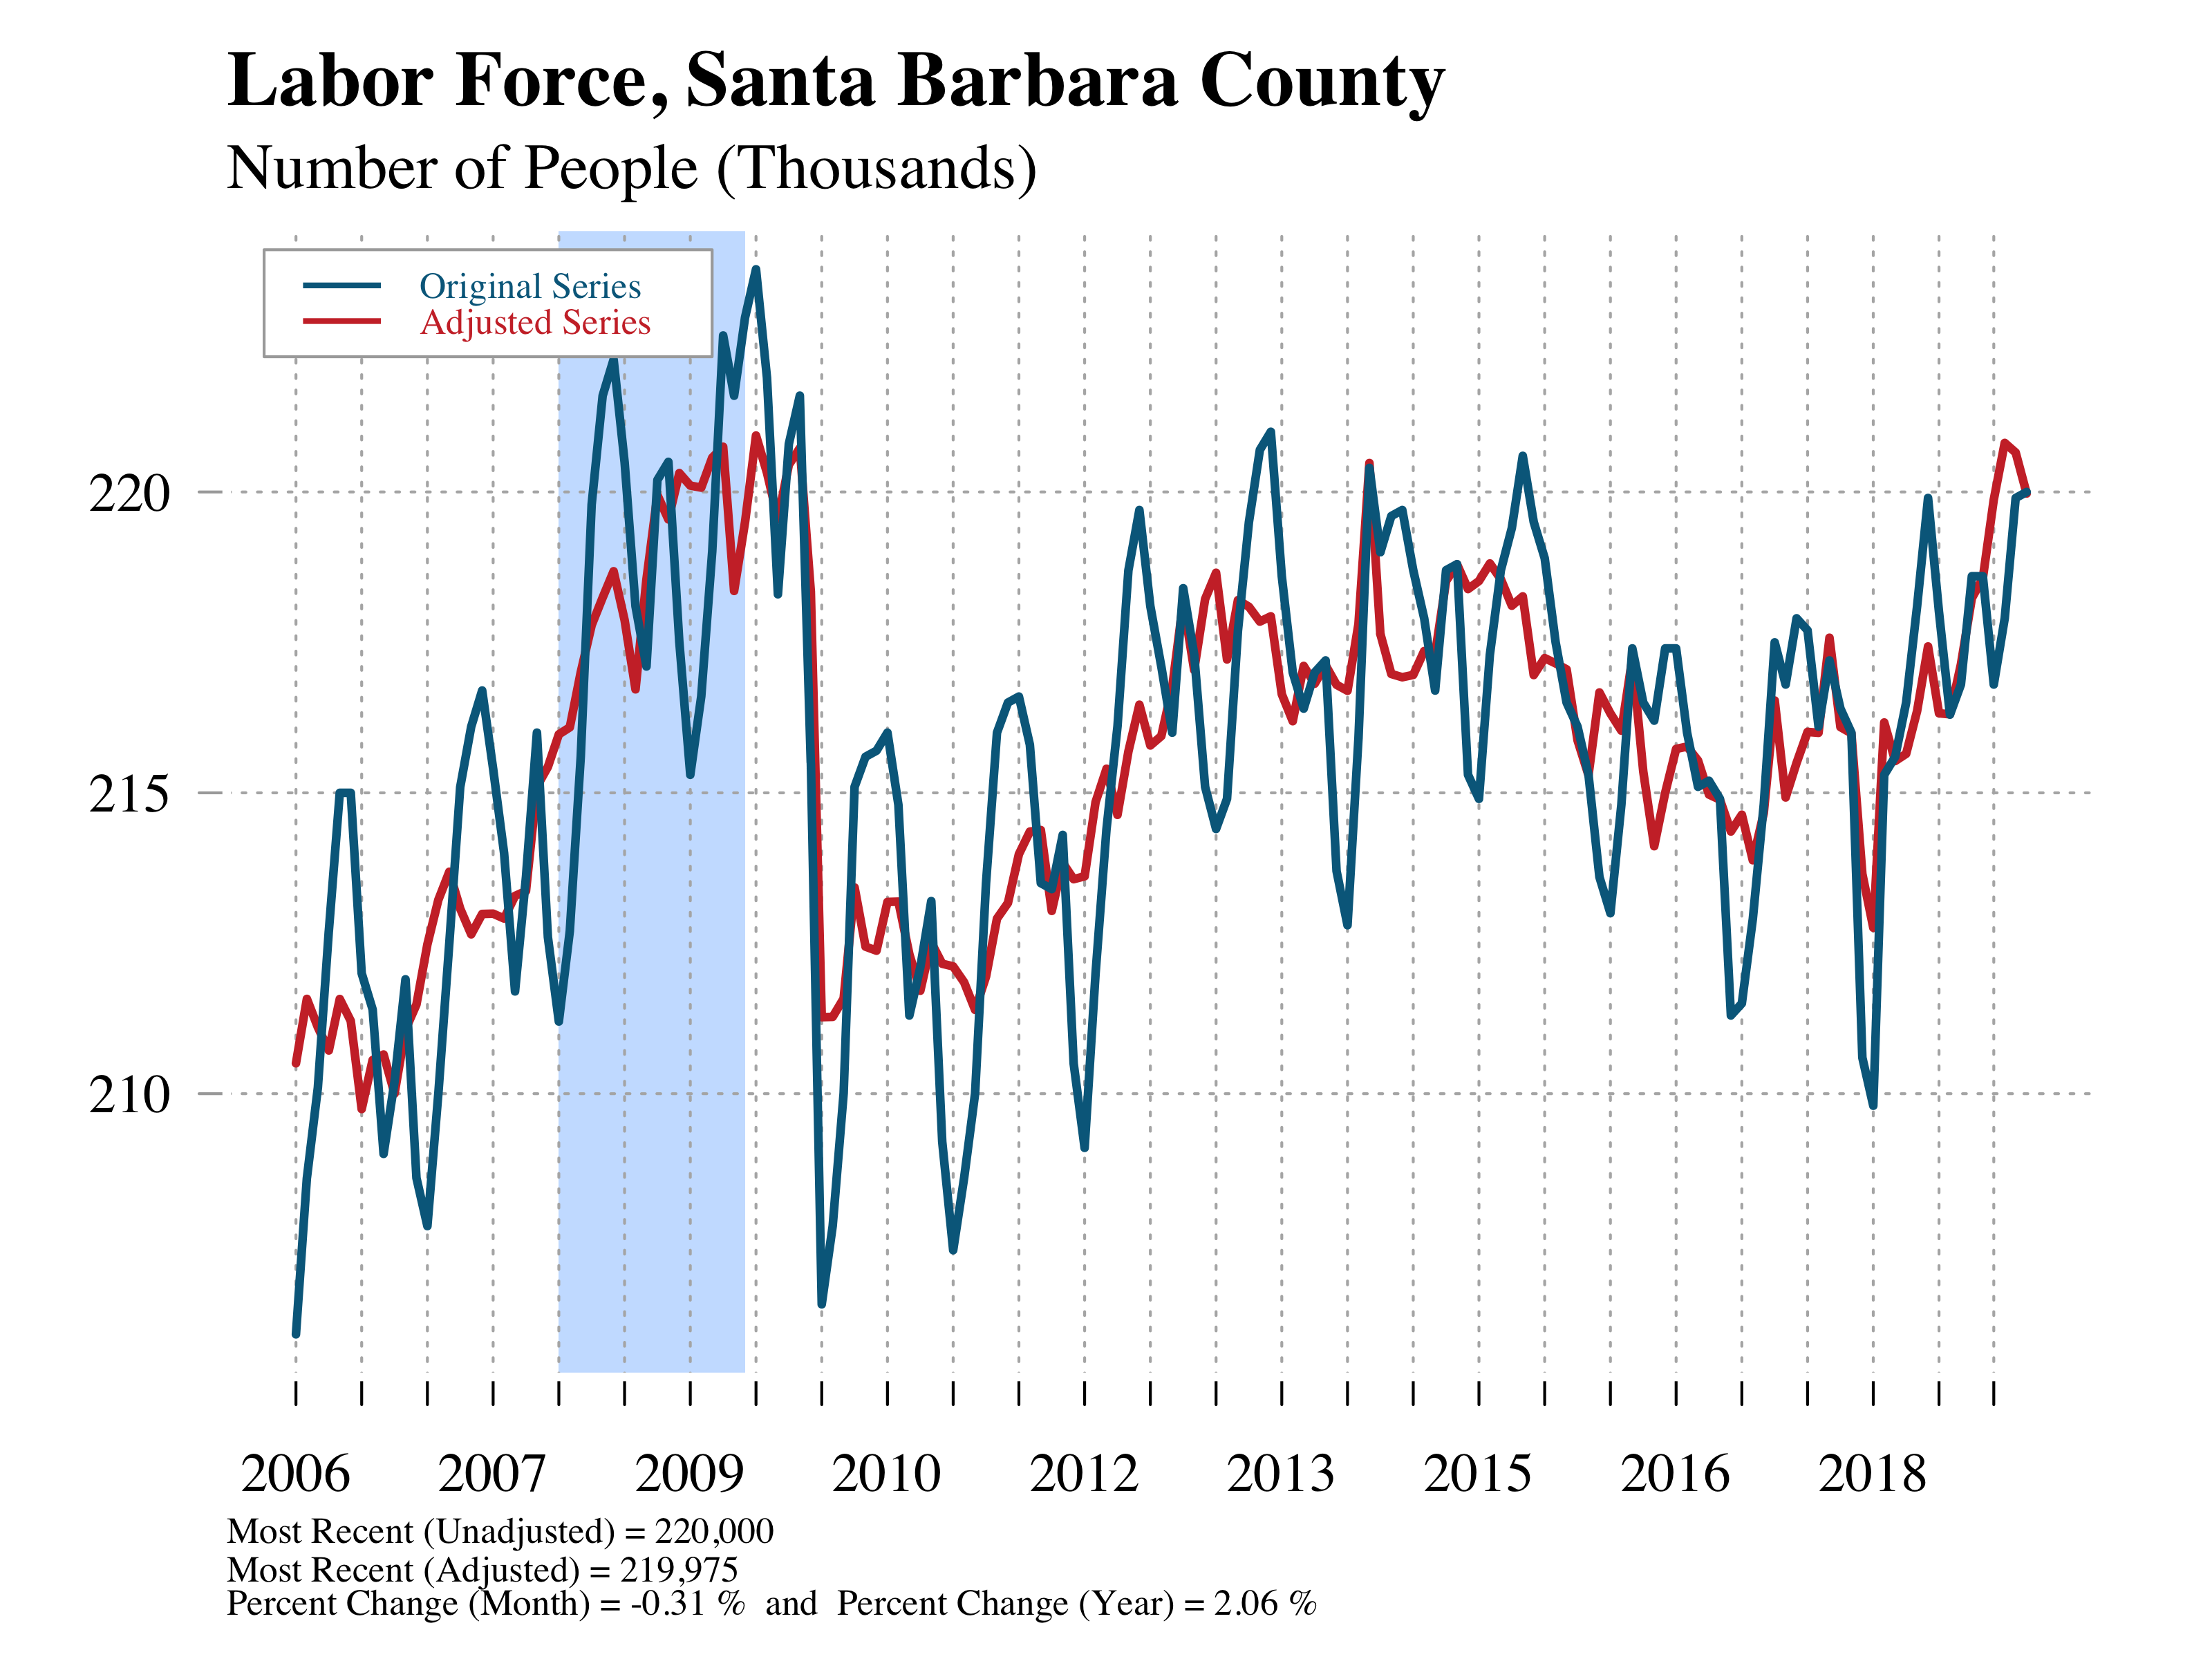 Labor Force, Santa Barbara County
Number of People (Thousands)
Original Series
Adjusted Series
220
215
210
2006 2007 2009 2010 2012 2013 2015 2016 2018
Most Recent (Unadjusted) = 220,000
Most Recent (Adjusted) = 219,975
Percent Change (Month) = -0.31 % and Percent Change (Year) = 2.06 %